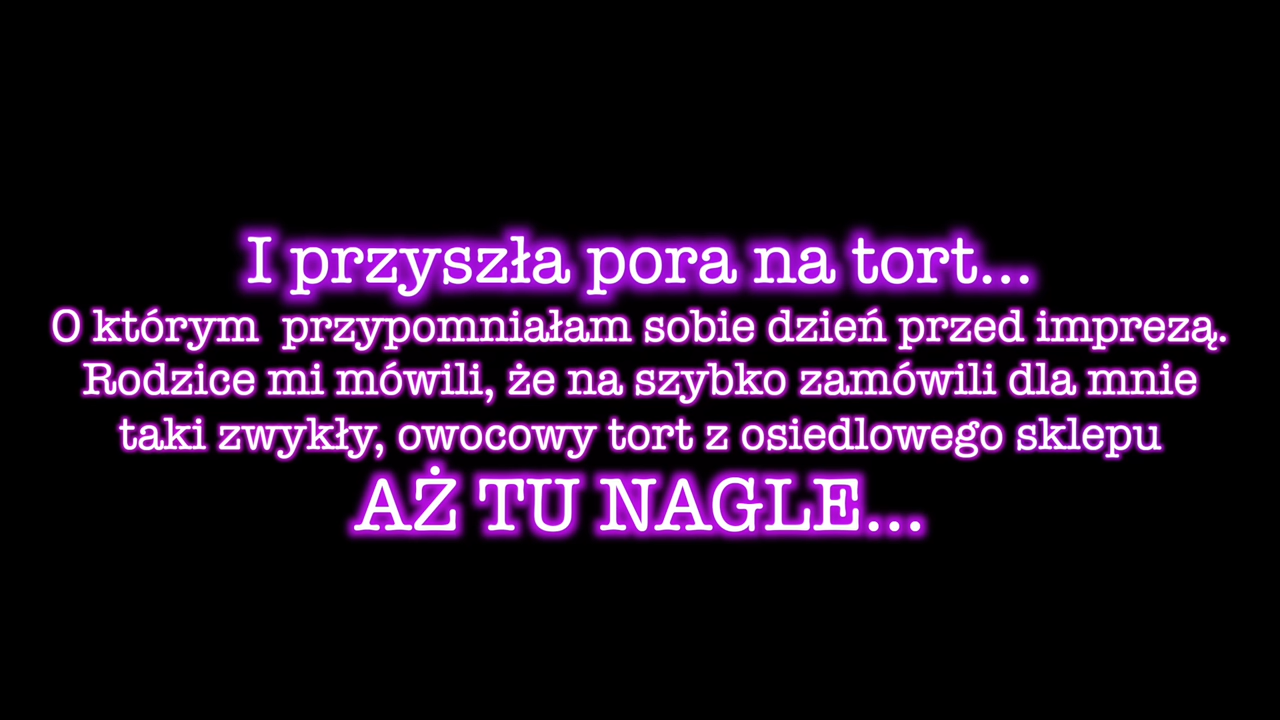 I przyszła pora na tort...
O którym  przypomniałam sobie dzień przed imprezą.
Rodzice mi mówili, że na szybko zamówili dla mnie
taki zwykły, owocowy tort z osiedlowego sklepu
AŻ TU NAGLE...